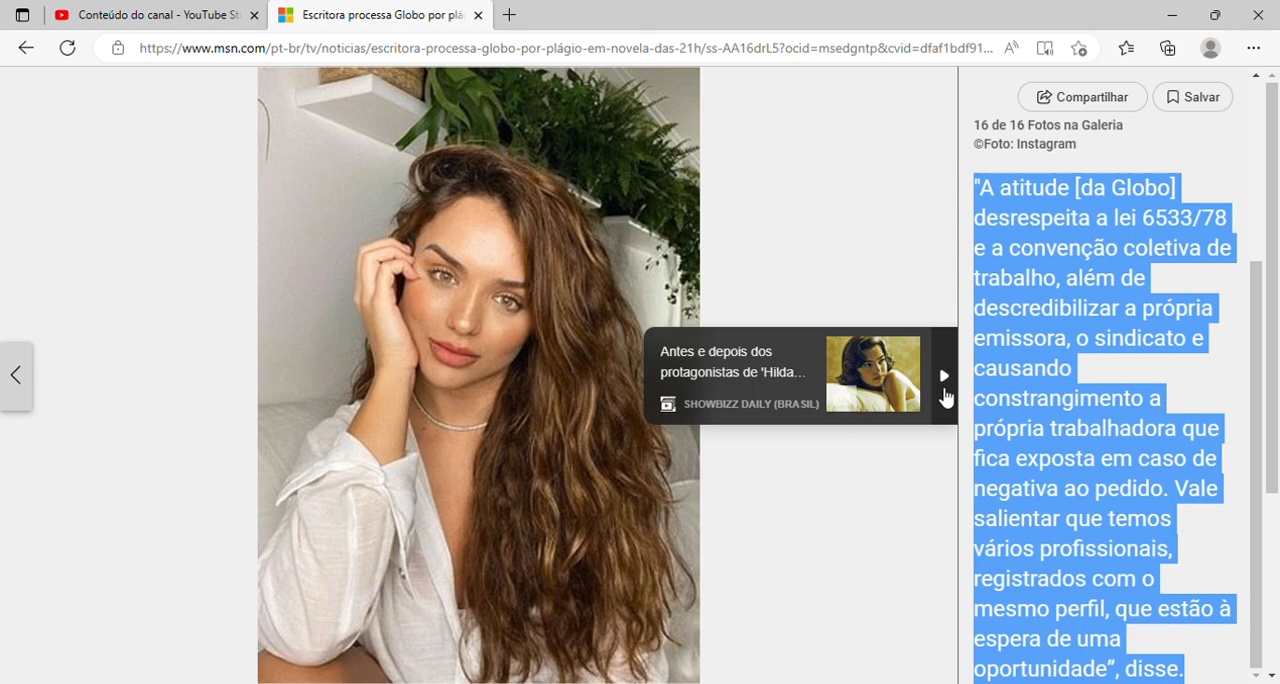 Conteúdo do canal - YouTube St
Escritora processa Globo por plá
https://www.msn.com/pt-br/tv/noticias/escritora-processa-globo-por-plágio-em-novela-das-21h/ss-AA16drL5?ocid=msedgntp&cvid=dfaf1bdf91...
Compartilhar
Salvar
16 de 16 Fotos na Galeria
©Foto: Instagram
"A atitude [da Globo]
desrespeita a lei 6533/78
e a convenção coletiva de
trabalho, além de
descredibilizar a própria
emissora, o sindicato e
causando
constrangimento a
própria trabalhadora que
fica exposta em caso de
negativa ao pedido. Vale
salientar que temos
vários profissionais,
registrados com o
mesmo perfil, que estão à
espera de uma
oportunidade”, disse.
Antes e depois dos
protagonistas de 'Hilda...
SHOWBIZZ DAILY (BRASIL)